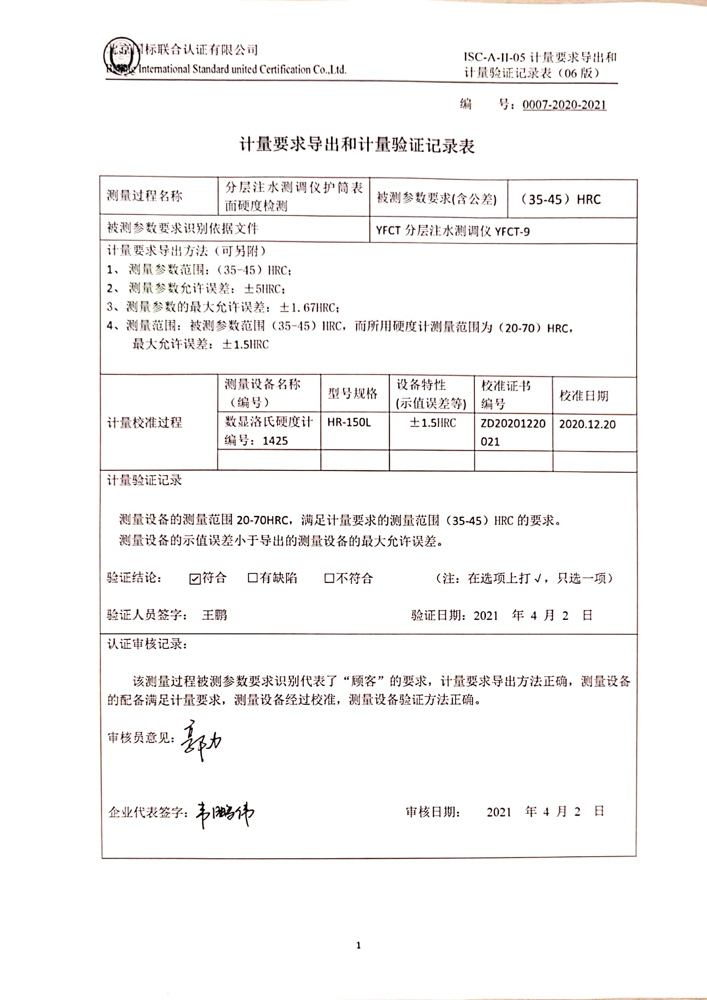 北京国标联合认证有限公司
Beijing International Standard united Certification Co.,Ltd.
ISC-A-II-05 计量要求导出和
计量验证记录表（06 版）
编 号：0007-2020-2021
计量要求导出和计量验证记录表
测量过程名称
分层注水测调仪护筒表
面硬度检测
被测参数要求(含公差)
（35-45）HRC
被测参数要求识别依据文件
YFCT 分层注水测调仪 YFCT-9
计量要求导出方法（可另附）
1、 测量参数范围：（35-45）HRC；
2、 测量参数允许误差：±5HRC；
3、测量参数的最大允许误差：±1.67HRC；
4、测量范围：被测参数范围（35-45）HRC，而所用硬度计测量范围为（20-70）HRC，
最大允许误差：±1.5HRC
计量校准过程
测量设备名称
（编号）
型号规格
设备特性
(示值误差等)
校准证书
编号
校准日期
数显洛氏硬度计
编号：1425
HR-150L
±1.5HRC
ZD20201220
021
2020.12.20
计量验证记录
测量设备的测量范围 20-70HRC，满足计量要求的测量范围（35-45）HRC 的要求。
测量设备的示值误差小于导出的测量设备的最大允许误差。
验证结论： ☑符合 □有缺陷 □不符合 （注：在选项上打√，只选一项）
验证人员签字： 王鹏 验证日期：2021 年 4 月 2 日
认证审核记录：
该测量过程被测参数要求识别代表了“顾客”的要求，计量要求导出方法正确，测量设备
的配备满足计量要求，测量设备经过校准，测量设备验证方法正确。
审核员意见：郭力
企业代表签字：韦鹏伟 审核日期： 2021 年 4 月 2 日
1